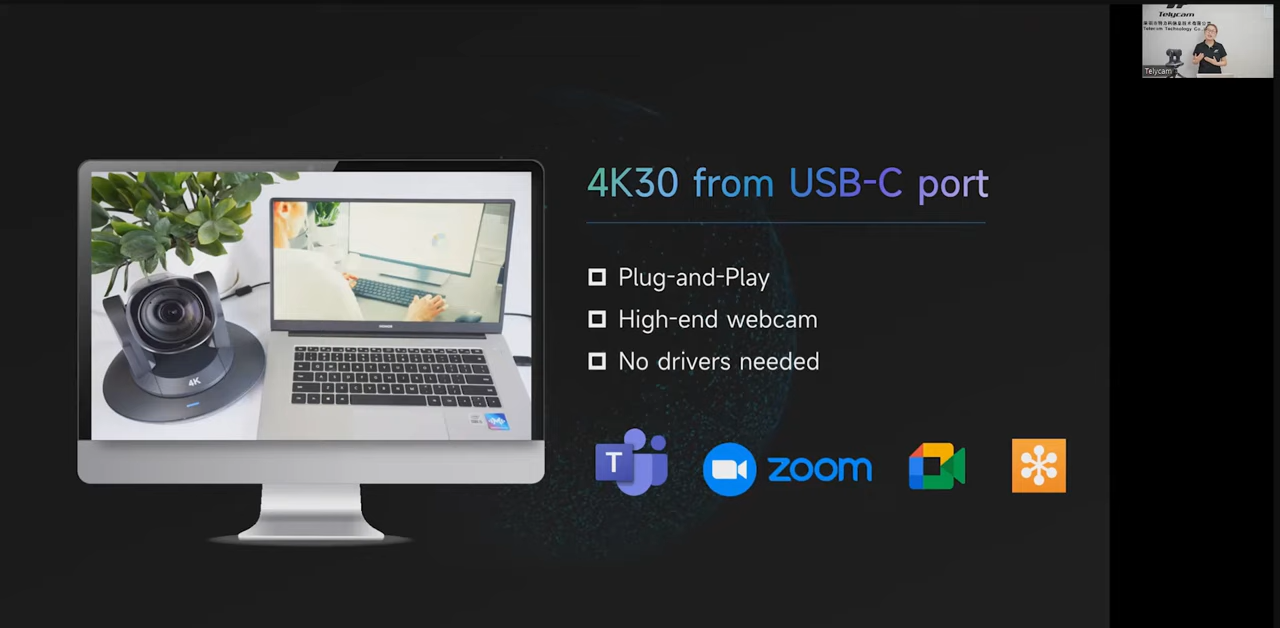 4K30 from USB-C port
Plug-and-Play
High-end webcam
No drivers needed
4K
T
zoom
Telycam
Telycam